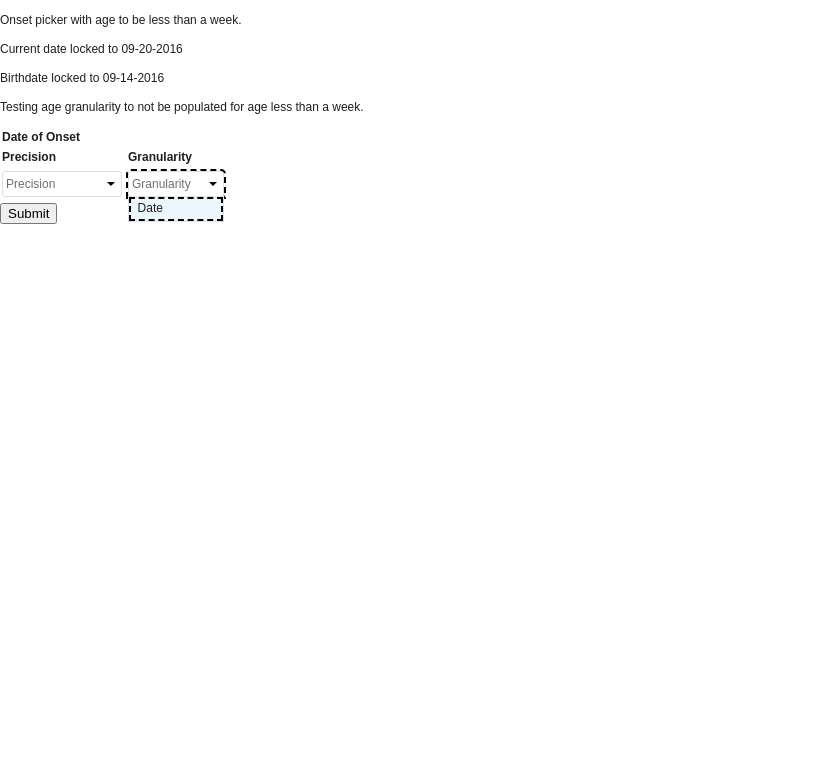 Onset picker with age to be less than a week.
Current date locked to 09-20-2016
Birthdate locked to 09-14-2016
Testing age granularity to not be populated for age less than a week.
Date of Onset
Precision Granularity
Precision Granularity
Date
Submit